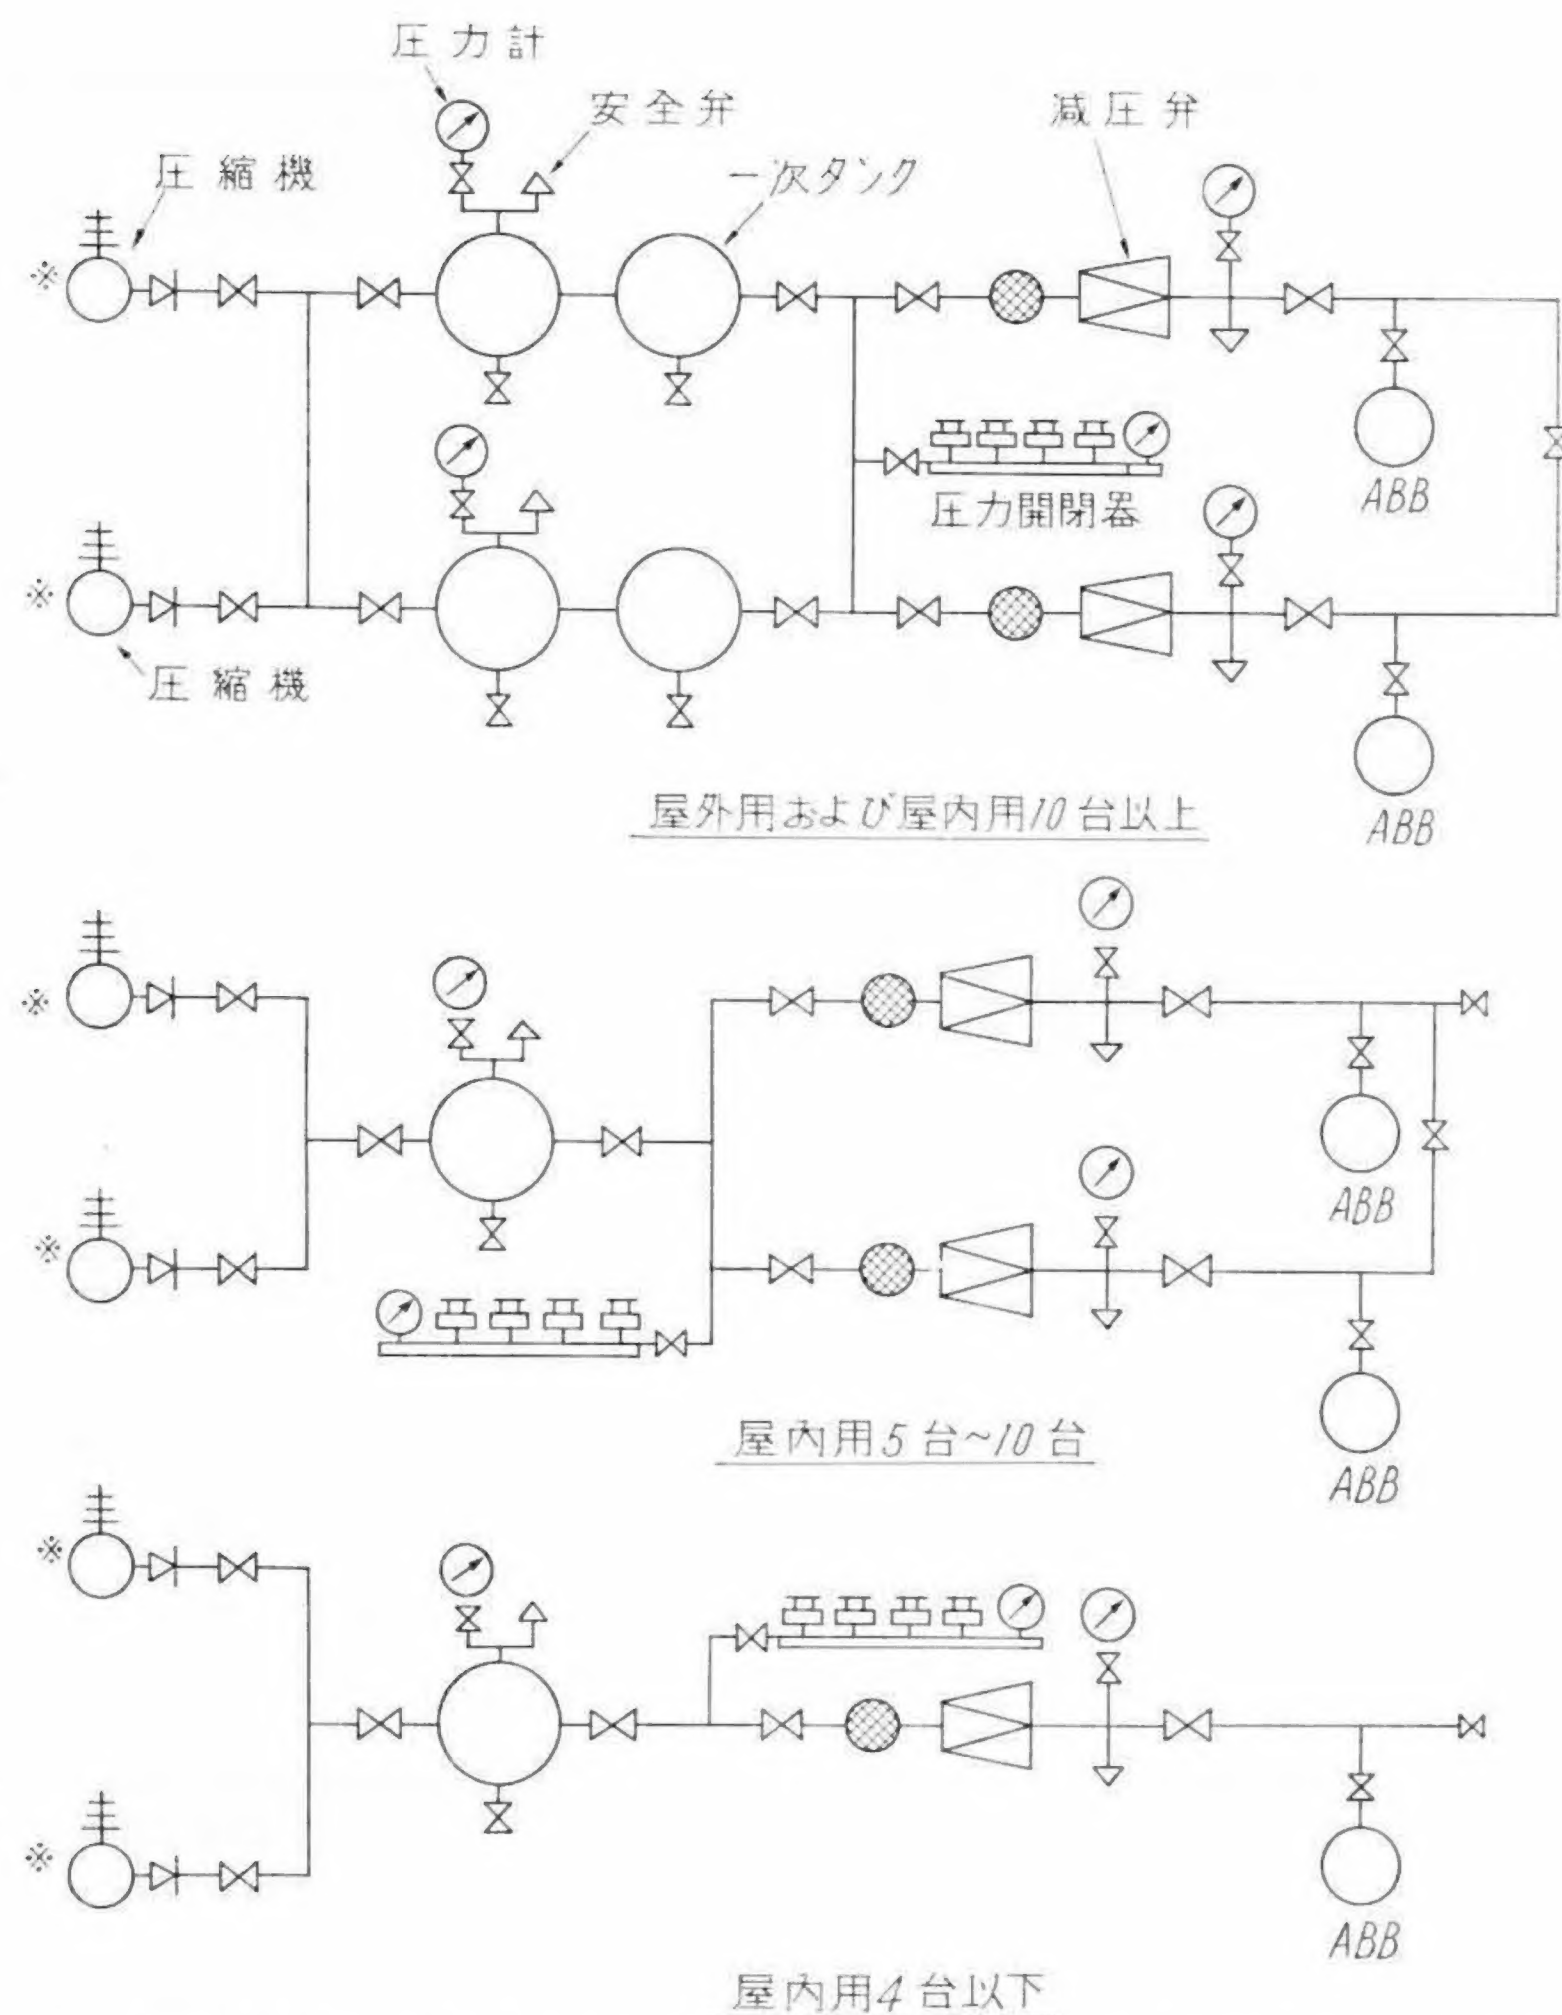 圧力計
安全弁
減圧弁
圧縮機
一次タンク
※
圧力開閉器
ABB
※
圧縮機
ABB
屋外用および屋内用10台以上
※
ABB
※
屋内用5台~10台
ABB
※
※
ABB
屋内用4台以下